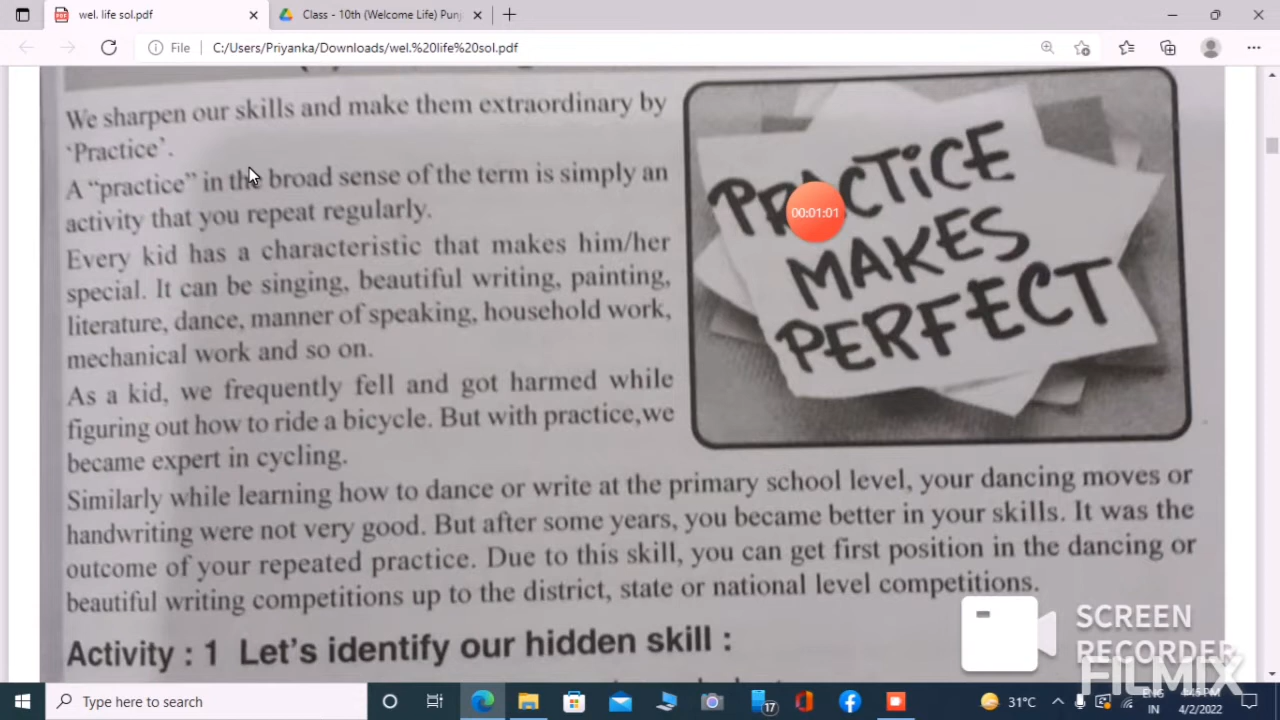 wel. life sol.pdf
Class - 10th (Welcome Life) Punj
File
C:/Users/Priyanka/Downloads/wel.%20life%20sol.pdf
We sharpen our skills and make them extraordinary by
‘Practice’.
A “practice” in the broad sense of the term is simply an
activity that you repeat regularly.
Every kid has a characteristic that makes him/her
special. It can be singing, beautiful writing, painting,
literature, dance, manner of speaking, household work,
mechanical work and so on.
As a kid, we frequently fell and got harmed while
figuring out how to ride a bicycle. But with practice,we
became expert in cycling.
PRACTiCE
MAKES
PERFECT
00:01:01
Similarly while learning how to dance or write at the primary school level, your dancing moves or
handwriting were not very good. But after some years, you became better in your skills. It was the
outcome of your repeated practice. Due to this skill, you can get first position in the dancing or
beautiful writing competitions up to the district, state or national level competitions.
Activity : 1 Let’s identify our hidden skill :
SCREEN
RECORDER
FILMIX
Type here to search
17
31°C
ENG
IN
4:45 PM
4/2/2022